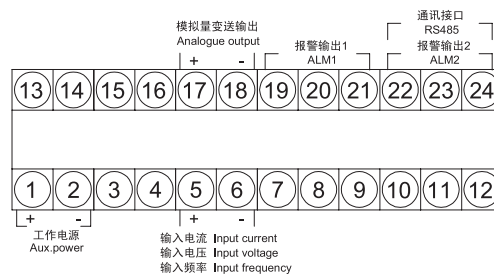 通讯接口
RS485
模拟量变送输出
Analogue output
报警输出1
ALM1
报警输出2
ALM2
+ -
13 14 15 16 17 18 19 20 21 22 23 24
1 2 3 4 5 6 7 8 9 10 11 12
+ - + -
工作电源
Aux.power
输入电流 Input current
输入电压 Input voltage
输入频率 Input frequency